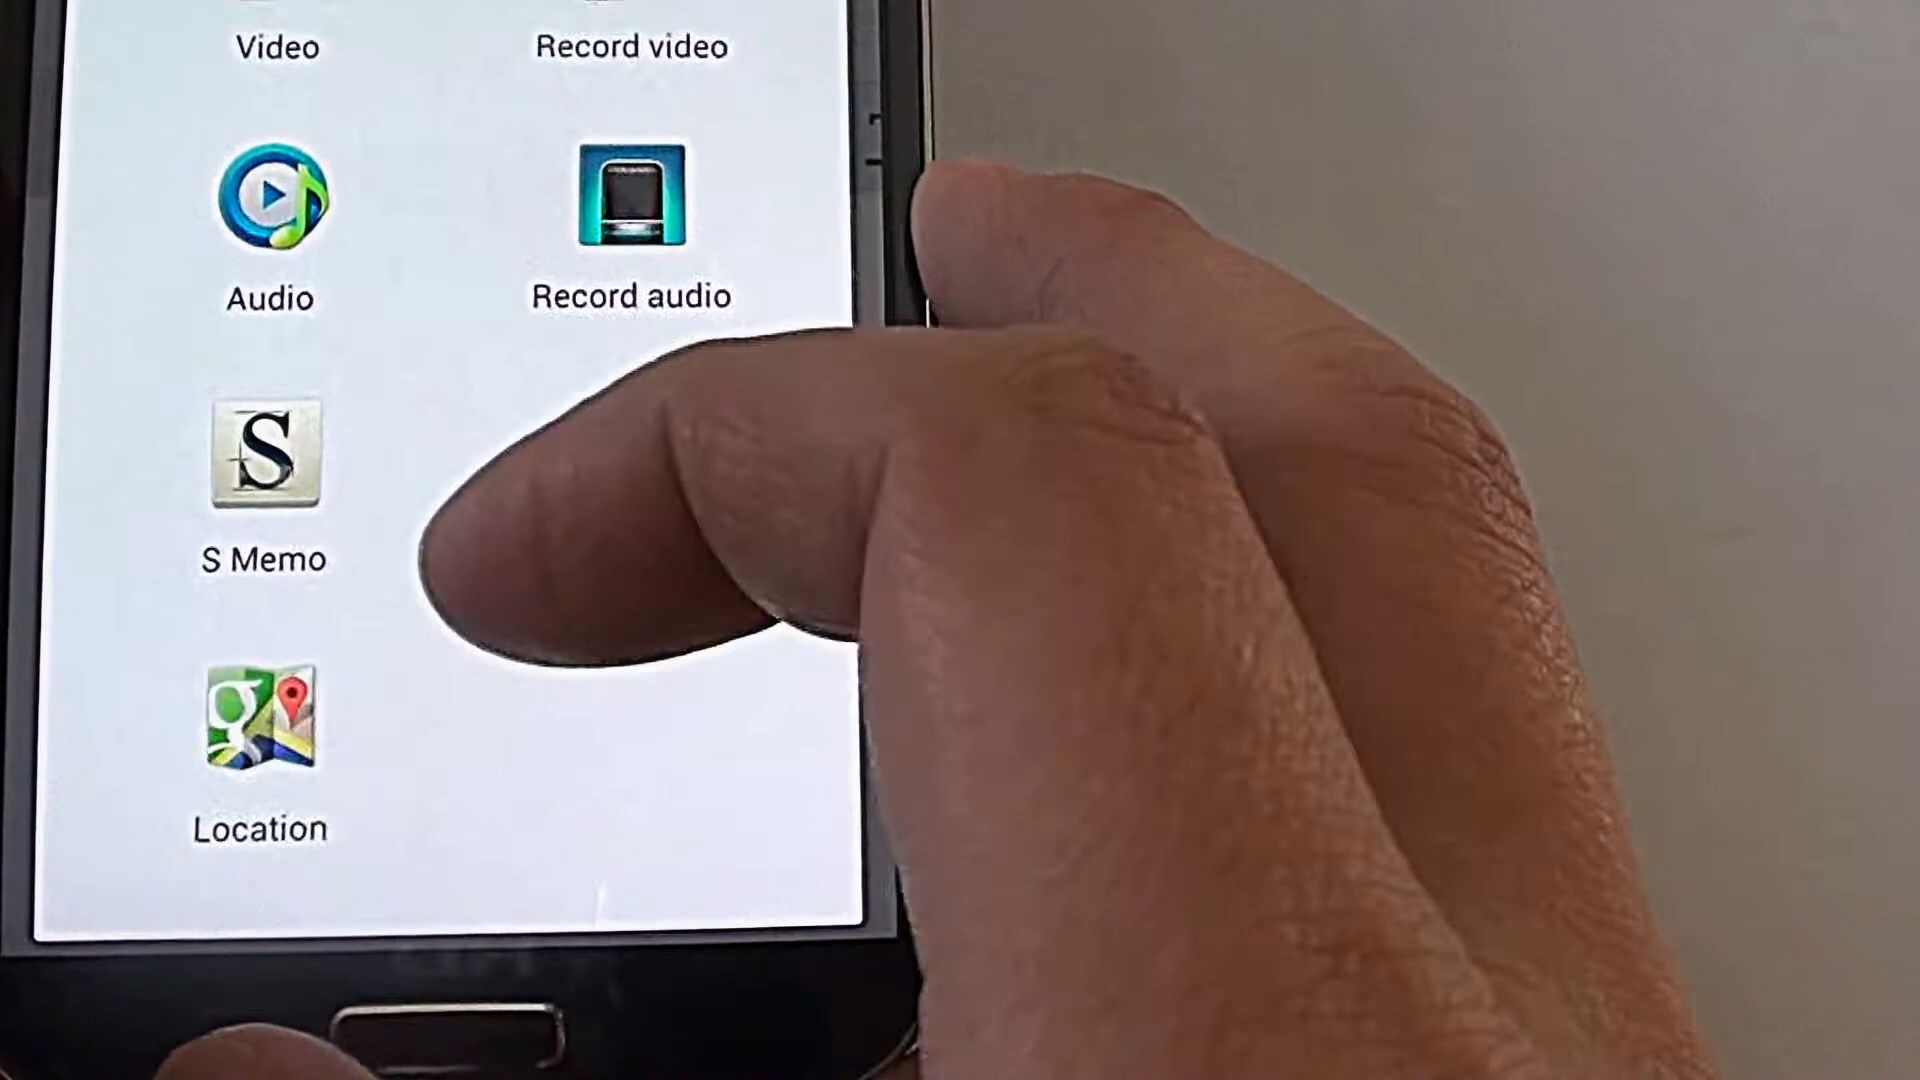 Video
Record video
Audio
Record audio
S
S Memo
g
Location